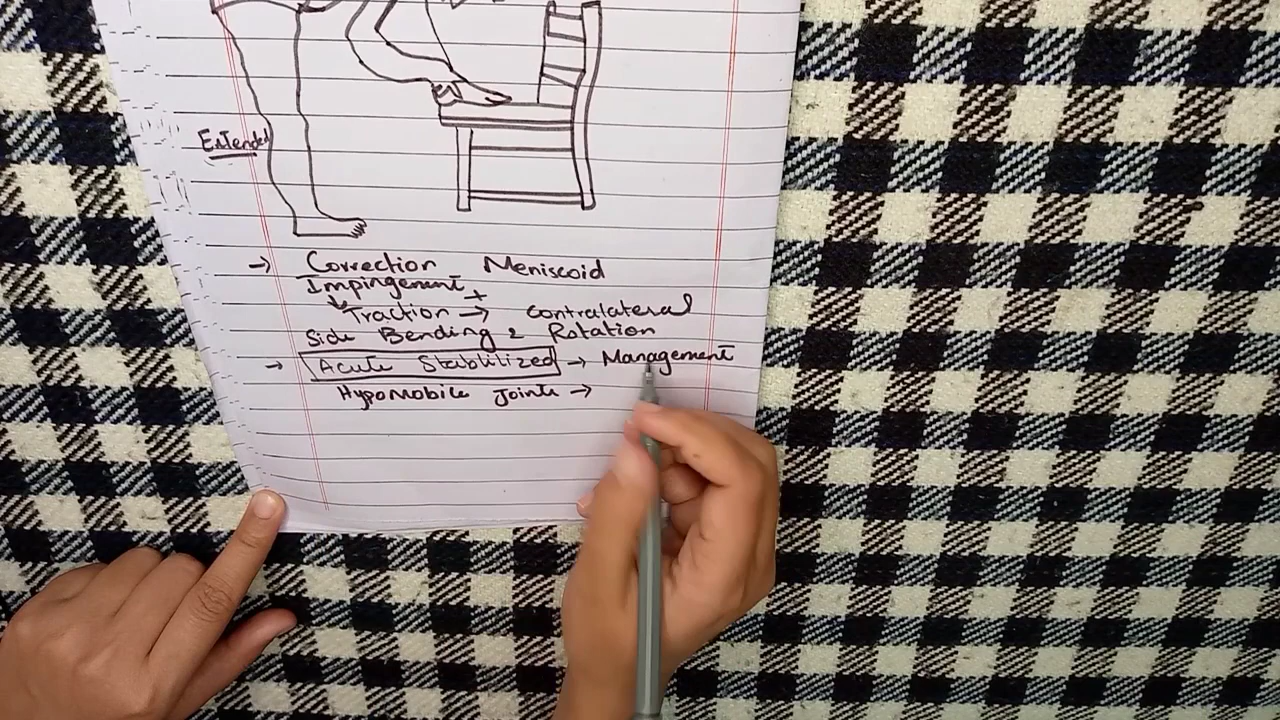 Extended
→ Correction Meniscoid
Impingement
↓ Traction + → Contralateral
Side Bending & Rotation
→ Acute Stabilized → Management
Hypomobile Joints →